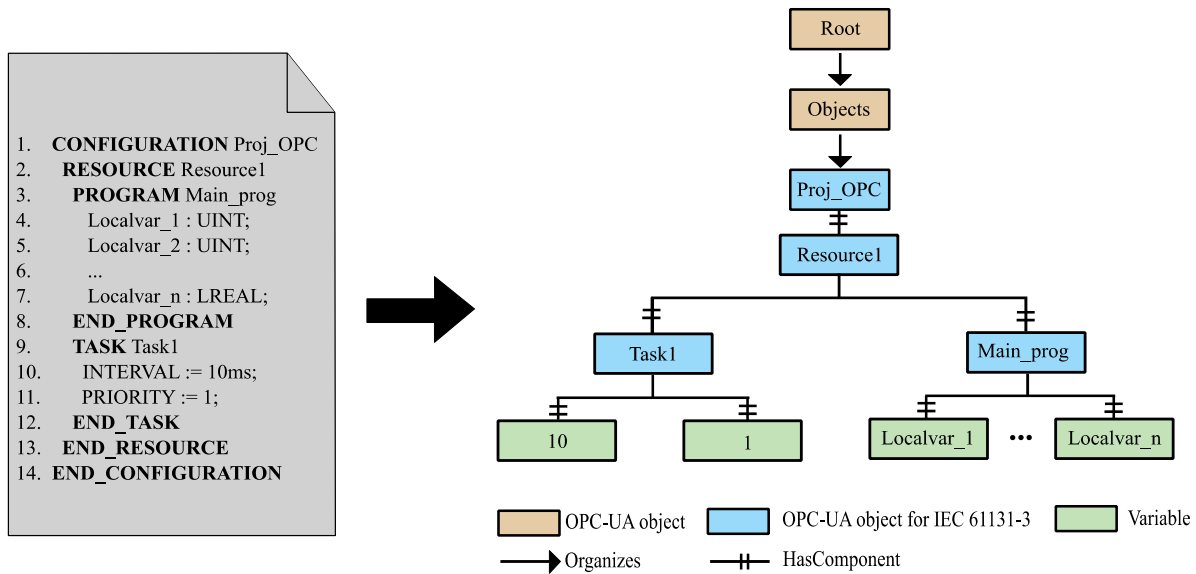 1. CONFIGURATION Proj_OPC
2. RESOURCE Resource1
3. PROGRAM Main_prog
4. Localvar_1 : UINT;
5. Localvar_2 : UINT;
6. ...
7. Localvar_n : LREAL;
8. END_PROGRAM
9. TASK Task1
10. INTERVAL := 10ms;
11. PRIORITY := 1;
12. END_TASK
13. END_RESOURCE
14. END_CONFIGURATION
Root
Objects
Proj_OPC
Resource1
Task1
Main_prog
10
1
Localvar_1
...
Localvar_n
OPC-UA object
OPC-UA object for IEC 61131-3
Variable
Organizes
HasComponent